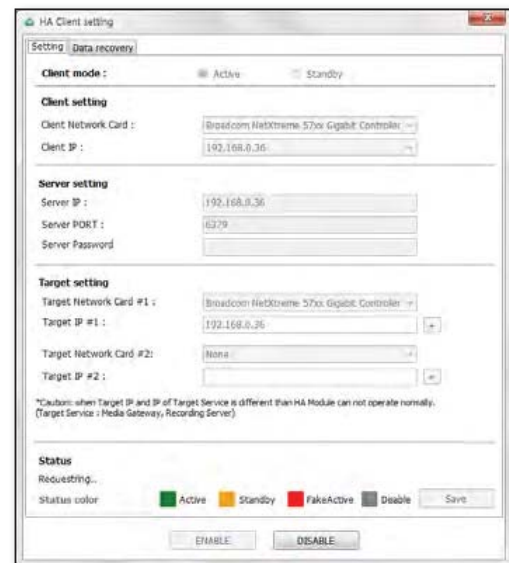 HA Client setting
Setting Data recovery
Client mode : Active Standby
Client setting
Client Network Card : Broadcom NetXtreme 57xx Gigabit Controller
Client IP : 192.168.0.36
Server setting
Server IP : 192.168.0.36
Server PORT : 6379
Server Password
Target setting
Target Network Card #1 : Broadcom NetXtreme 57xx Gigabit Controller
Target IP #1 : 192.168.0.36 +
Target Network Card #2: None
Target IP #2 : +
*Caution: when Target IP and IP of Target Service is different than HA Module can not operate normally.
(Target Service : Media Gateway, Recording Server)
Status
Requestring..
Status color Active Standby FakeActive Deable Save
ENABLE DISABLE